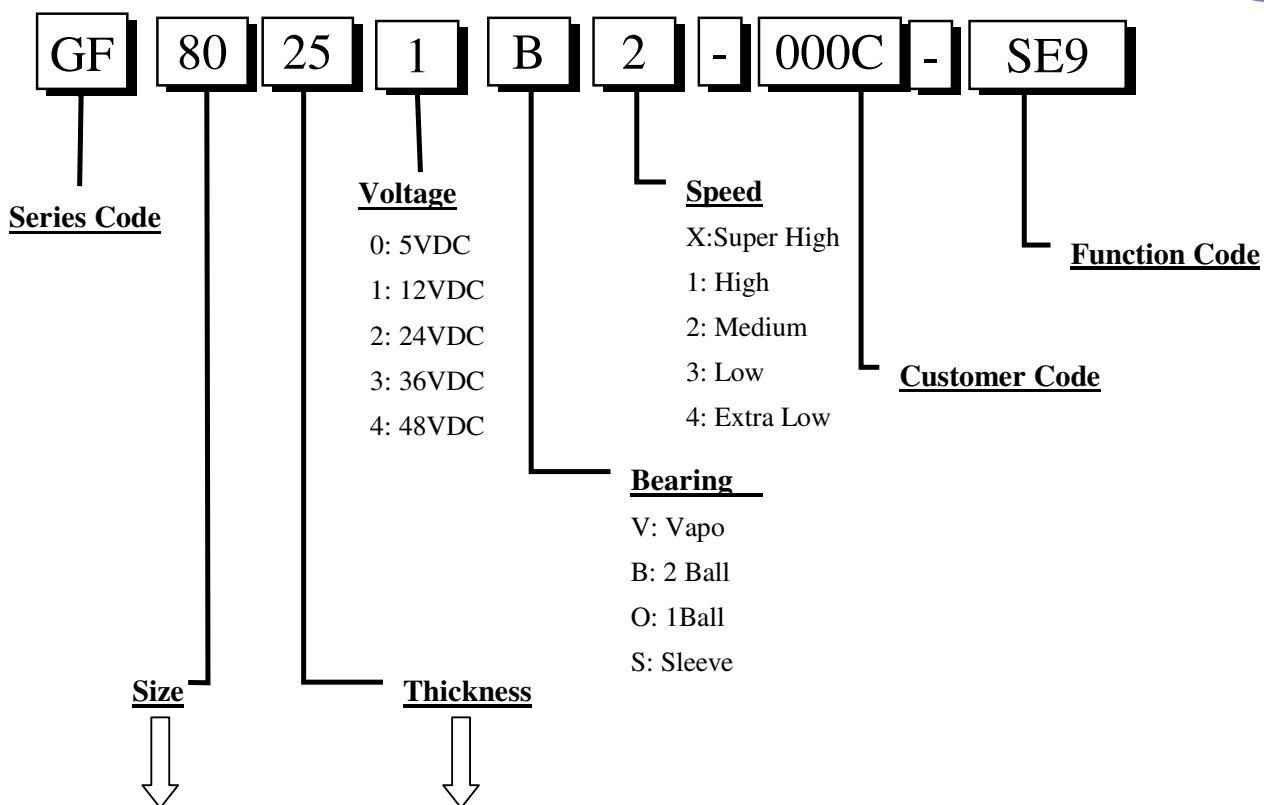 GF 80 25 1 B 2 - 000C - SE9
Series Code
Voltage
0: 5VDC
1: 12VDC
2: 24VDC
3: 36VDC
4: 48VDC
Speed
X:Super High
1: High
2: Medium
3: Low
4: Extra Low
Function Code
Customer Code
Bearing
V: Vapo
B: 2 Ball
O: 1Ball
S: Sleeve
Size
Thickness